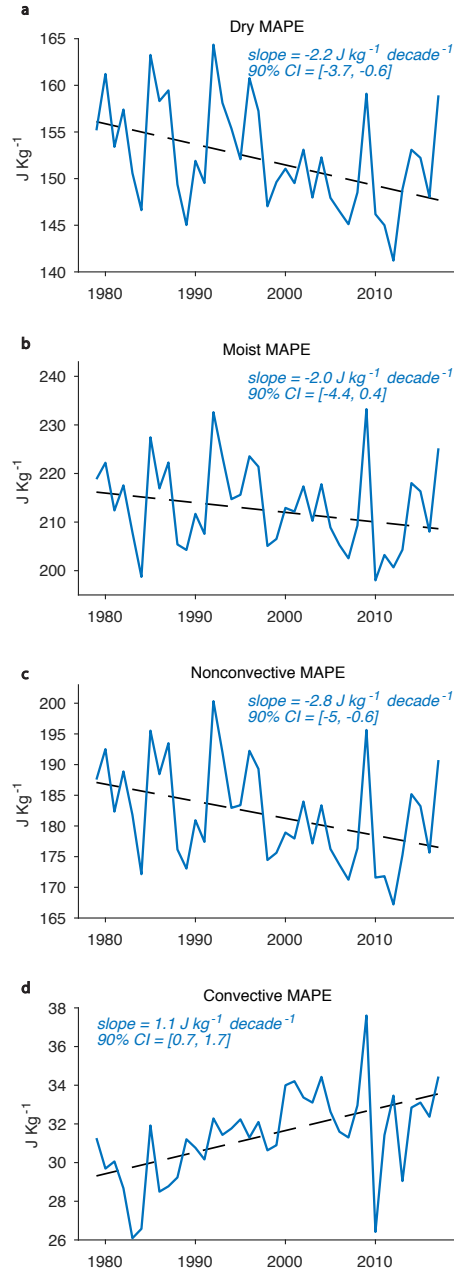 a
Dry MAPE
slope = -2.2 J kg⁻¹ decade⁻¹
90% CI = [-3.7, -0.6]
165
160
155
150
145
140
J Kg⁻¹
1980 1990 2000 2010
b
Moist MAPE
slope = -2.0 J kg⁻¹ decade⁻¹
90% CI = [-4.4, 0.4]
240
230
220
210
200
J Kg⁻¹
1980 1990 2000 2010
c
Nonconvective MAPE
slope = -2.8 J kg⁻¹ decade⁻¹
90% CI = [-5, -0.6]
200
195
190
185
180
175
170
165
J Kg⁻¹
1980 1990 2000 2010
d
Convective MAPE
slope = 1.1 J kg⁻¹ decade⁻¹
90% CI = [0.7, 1.7]
38
36
34
32
30
28
26
J Kg⁻¹
1980 1990 2000 2010